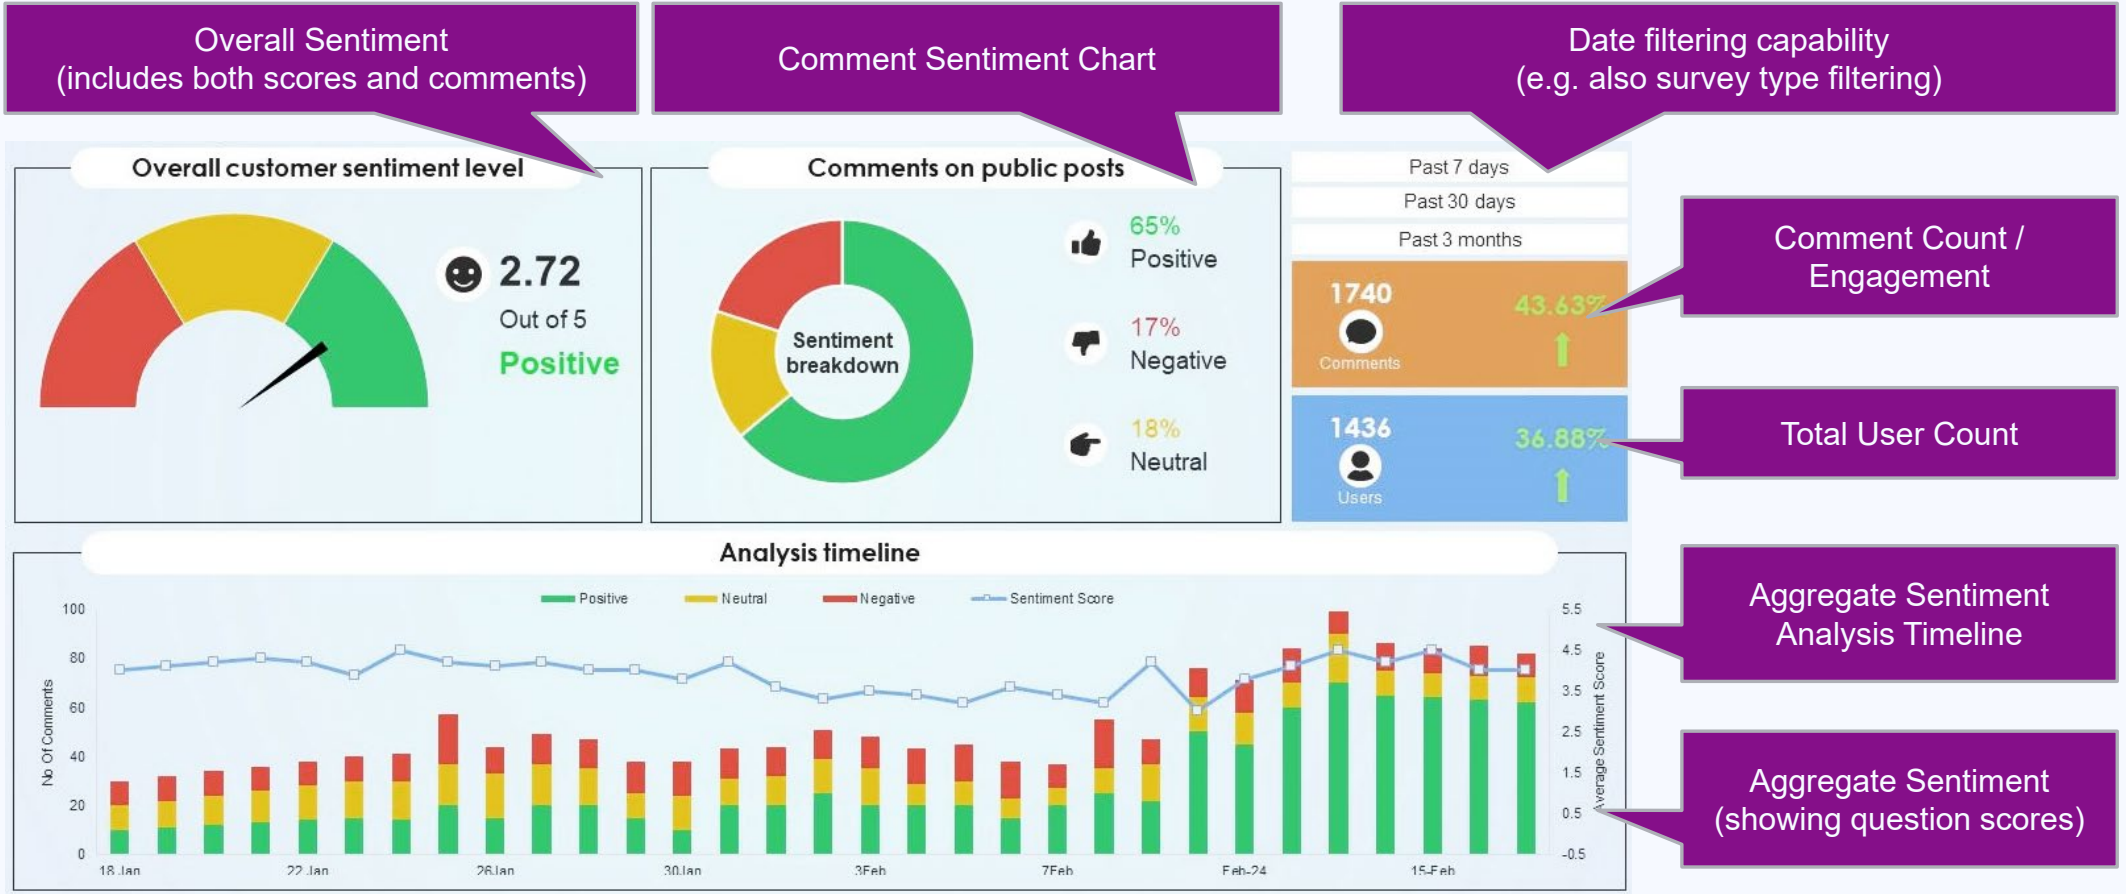 Overall Sentiment
(includes both scores and comments)
Comment Sentiment Chart
Date filtering capability
(e.g. also survey type filtering)
Overall customer sentiment level
2.72
Out of 5
Positive
Comments on public posts
Sentiment
breakdown
65%
Positive
17%
Negative
18%
Neutral
Past 7 days
Past 30 days
Past 3 months
1740
Comments
43.63%
1436
Users
36.88%
Comment Count /
Engagement
Total User Count
Aggregate Sentiment
Analysis Timeline
Aggregate Sentiment
(showing question scores)
Analysis timeline
Positive
Neutral
Negative
Sentiment Score
No Of Comments
100
80
60
40
20
0
5.5
4.5
3.5
2.5
1.5
0.5
-0.5
Average Sentiment Score
18 Jan
22 Jan
26 Jan
30 Jan
3Feb
7Feb
Feb-24
15-Feb